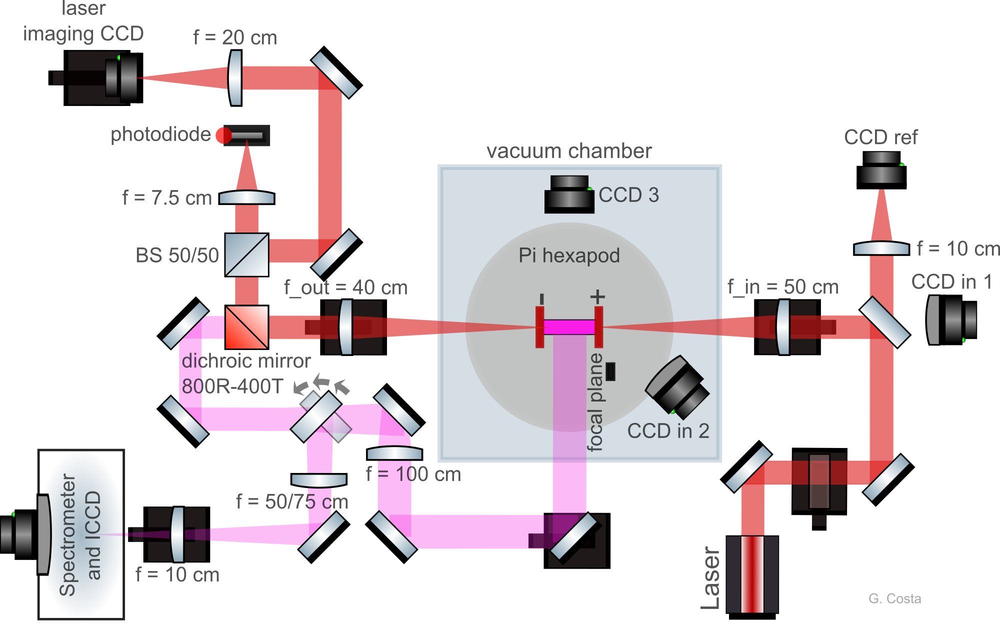 laser
imaging CCD
f = 20 cm
photodiode
f = 7.5 cm
BS 50/50
f_out = 40 cm
dichroic mirror
800R-400T
vacuum chamber
CCD 3
Pi hexapod
-
+
focal plane
CCD in 2
CCD ref
f = 10 cm
CCD in 1
f_in = 50 cm
f = 100 cm
f = 50/75 cm
f = 10 cm
Spectrometer
and ICCD
Laser
G. Costa